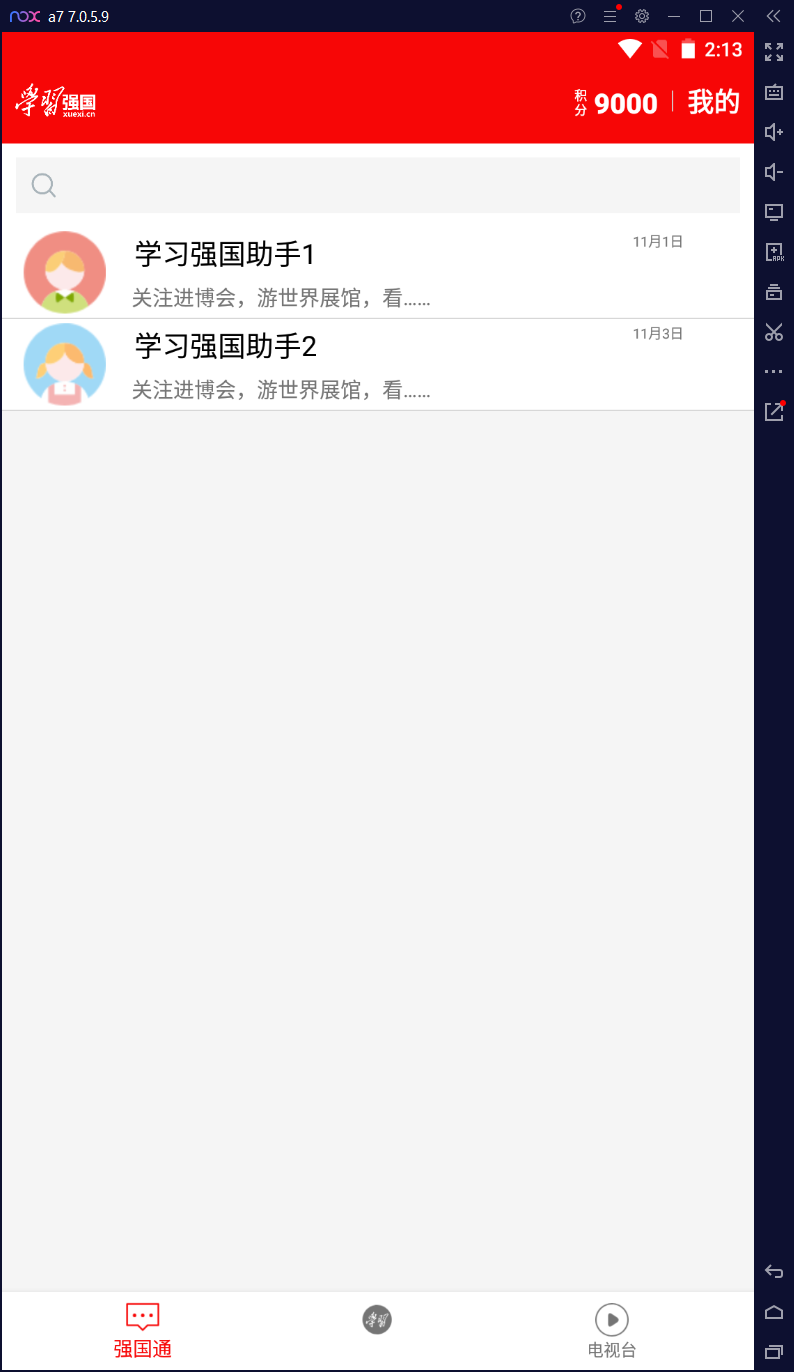 nox a7 7.0.5.9
2:13
学习强国
xuexi.cn
积分 9000 我的
学习强国助手1 11月1日
关注进博会，游世界展馆，看……
学习强国助手2 11月3日
关注进博会，游世界展馆，看……
APK
学习
强国通 电视台